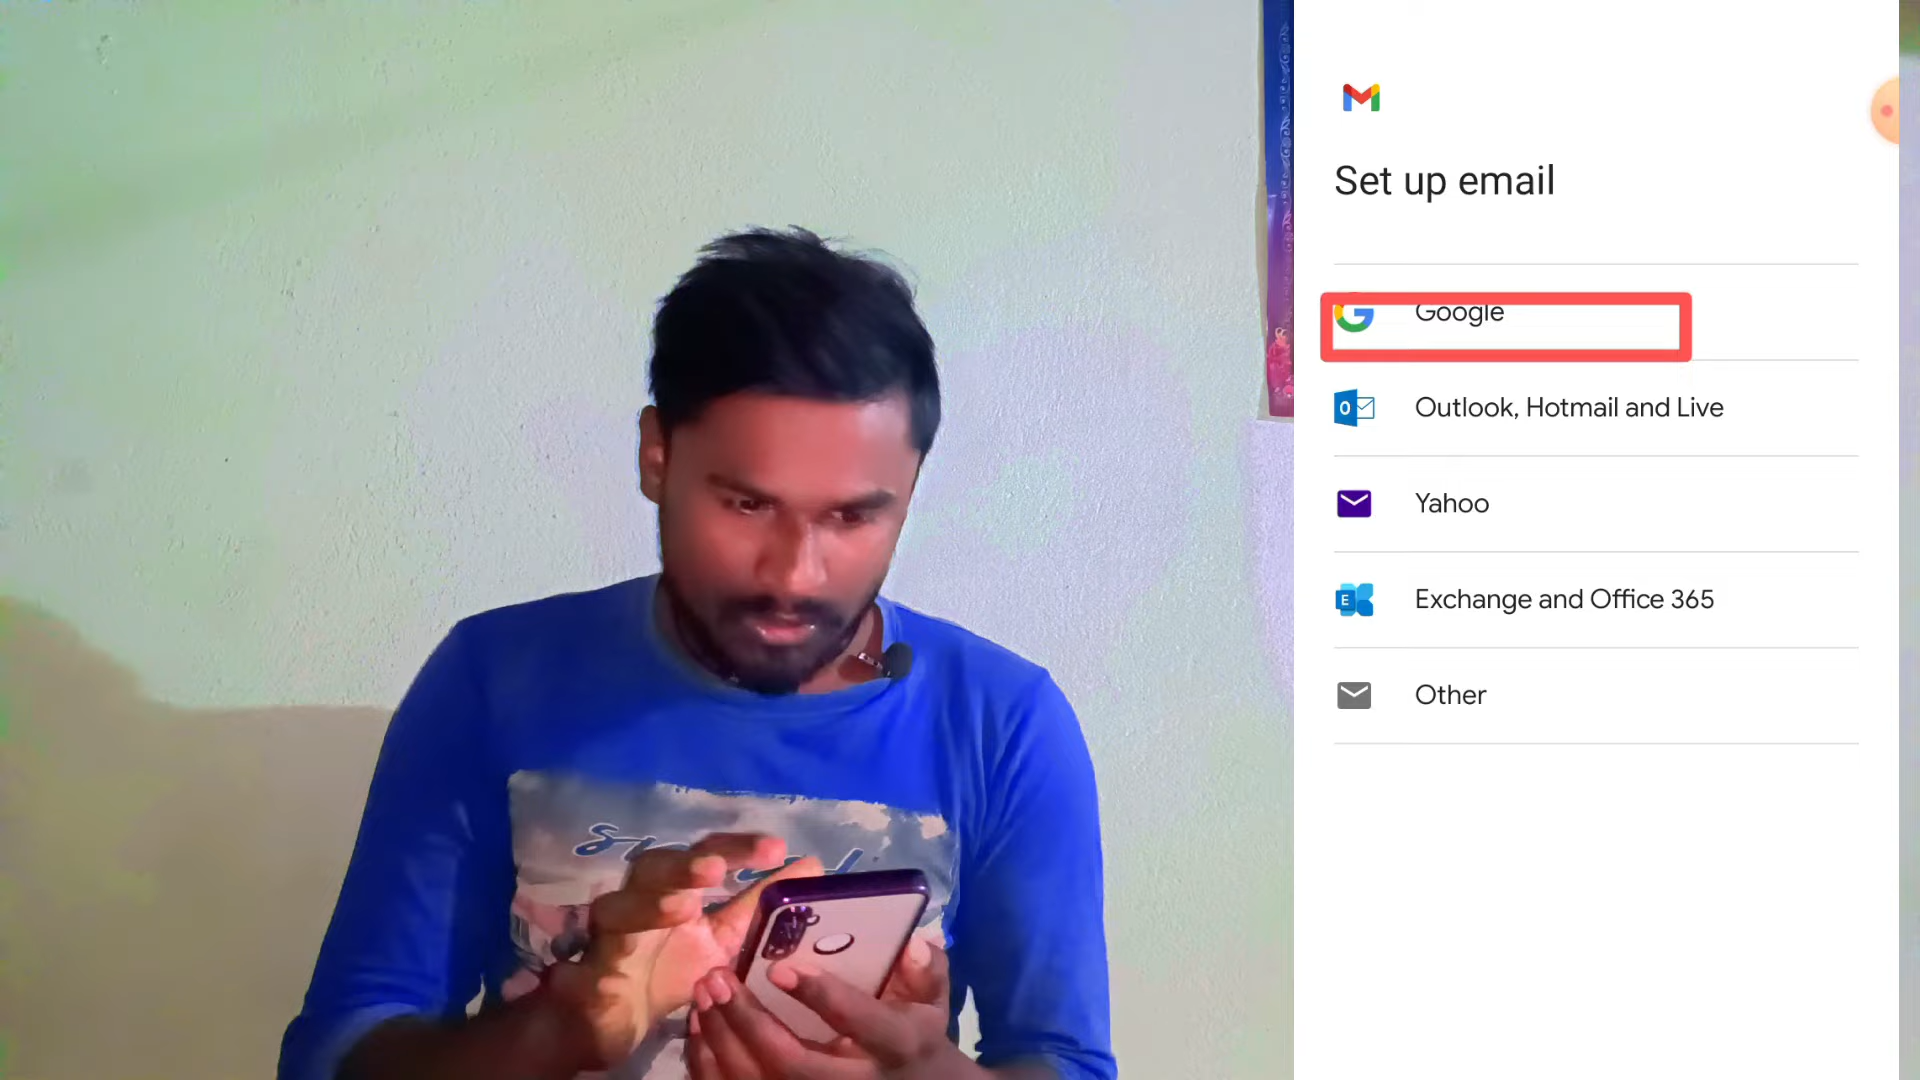 Set up email
Google
Outlook, Hotmail and Live
Yahoo
Exchange and Office 365
Other